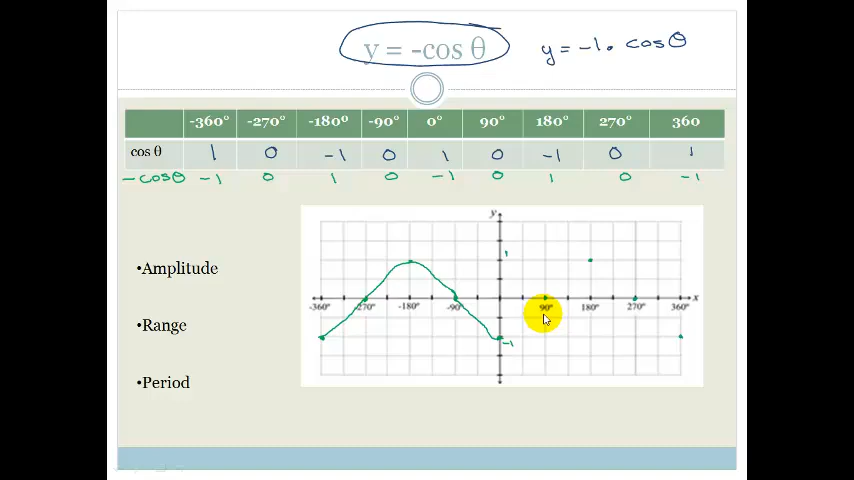 y = -cos θ
y = -1 • cos θ
-360° -270° -180° -90° 0° 90° 180° 270° 360
cos θ 1 0 -1 0 1 0 -1 0 1
-cos θ -1 0 1 0 -1 0 1 0 -1
•Amplitude
•Range
•Period
y
1
-360° -270° -180° -90° 90° 180° 270° 360° x
-1